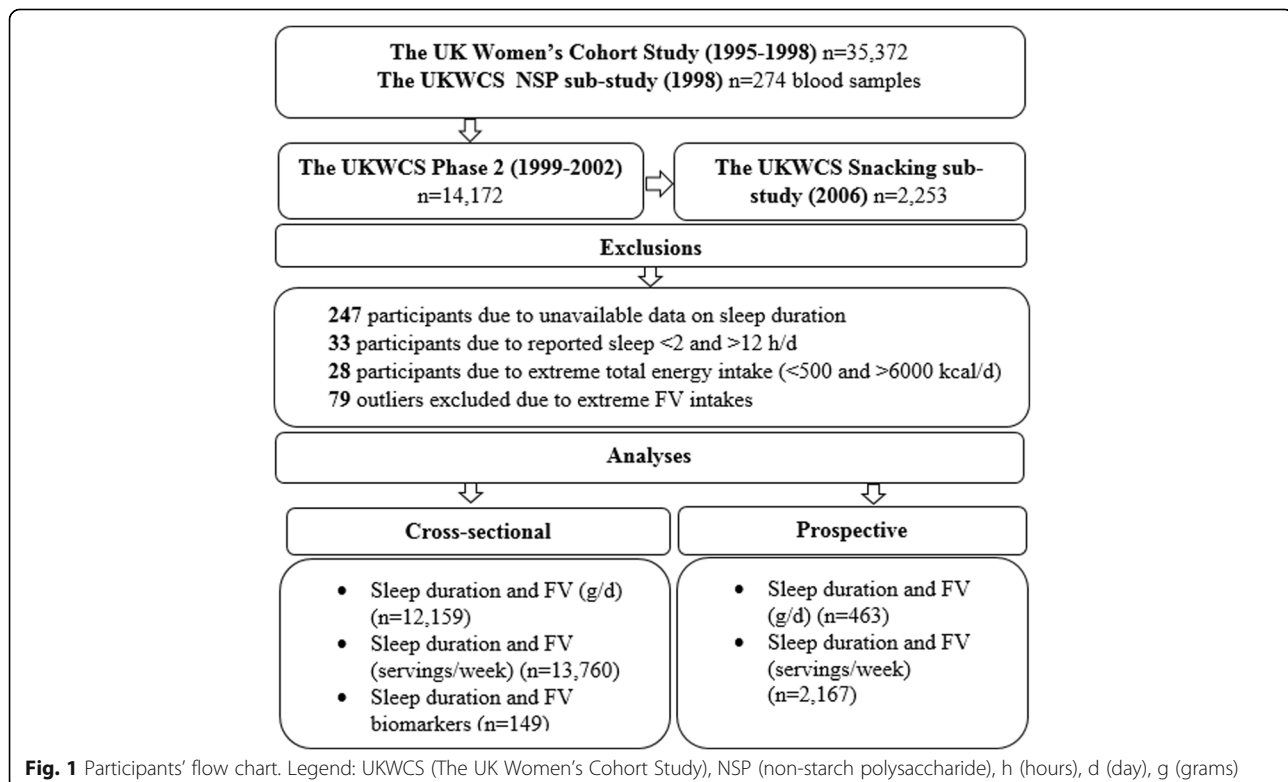 The UK Women's Cohort Study (1995-1998) n=35,372
The UKWCS NSP sub-study (1998) n=274 blood samples
The UKWCS Phase 2 (1999-2002)
n=14,172
The UKWCS Snacking sub-
study (2006) n=2,253
Exclusions
247 participants due to unavailable data on sleep duration
33 participants due to reported sleep <2 and >12 h/d
28 participants due to extreme total energy intake (<500 and >6000 kcal/d)
79 outliers excluded due to extreme FV intakes
Analyses
Cross-sectional
• Sleep duration and FV (g/d)
(n=12,159)
• Sleep duration and FV
(servings/week) (n=13,760)
• Sleep duration and FV
biomarkers (n=149)
Prospective
• Sleep duration and FV
(g/d) (n=463)
• Sleep duration and FV
(servings/week)
(n=2,167)
Fig. 1 Participants' flow chart. Legend: UKWCS (The UK Women's Cohort Study), NSP (non-starch polysaccharide), h (hours), d (day), g (grams)